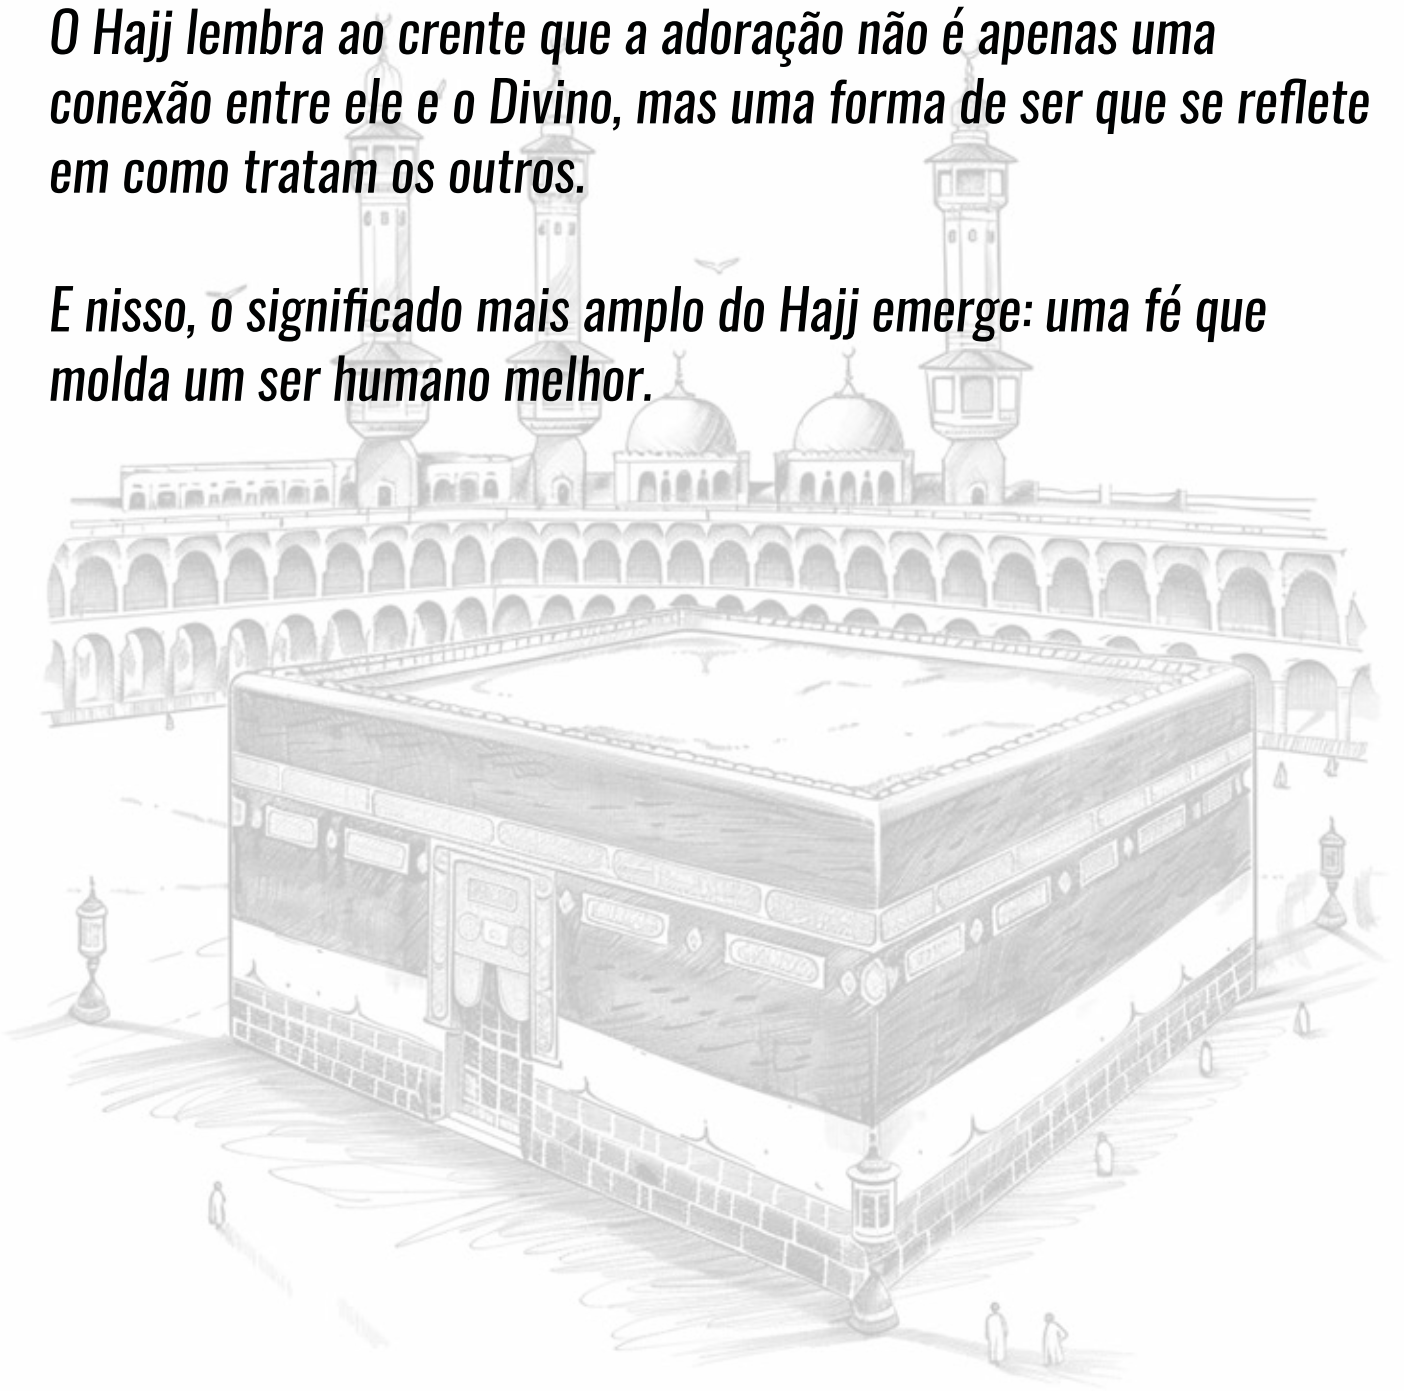 O Hajj lembra ao crente que a adoração não é apenas uma
conexão entre ele e o Divino, mas uma forma de ser que se reflete
em como tratam os outros.
E nisso, o significado mais amplo do Hajj emerge: uma fé que
molda um ser humano melhor.